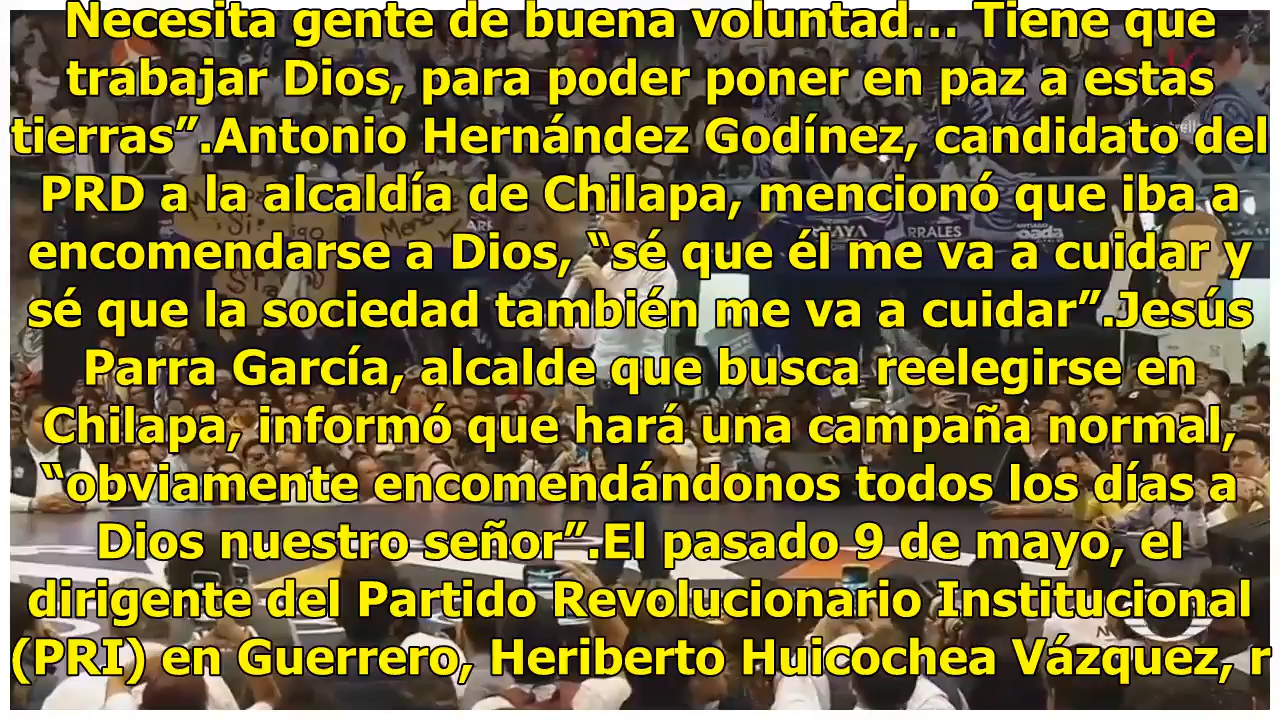 Necesita gente de buena voluntad... Tiene que
trabajar Dios, para poder poner en paz a estas
tierras”.Antonio Hernández Godínez, candidato del
PRD a la alcaldía de Chilapa, mencionó que iba a
encomendarse a Dios, “sé que él me va a cuidar y
sé que la sociedad también me va a cuidar”.Jesús
Parra García, alcalde que busca reelegirse en
Chilapa, informó que hará una campaña normal,
“obviamente encomendándonos todos los días a
Dios nuestro señor”.El pasado 9 de mayo, el
dirigente del Partido Revolucionario Institucional
(PRI) en Guerrero, Heriberto Huicochea Vázquez, r